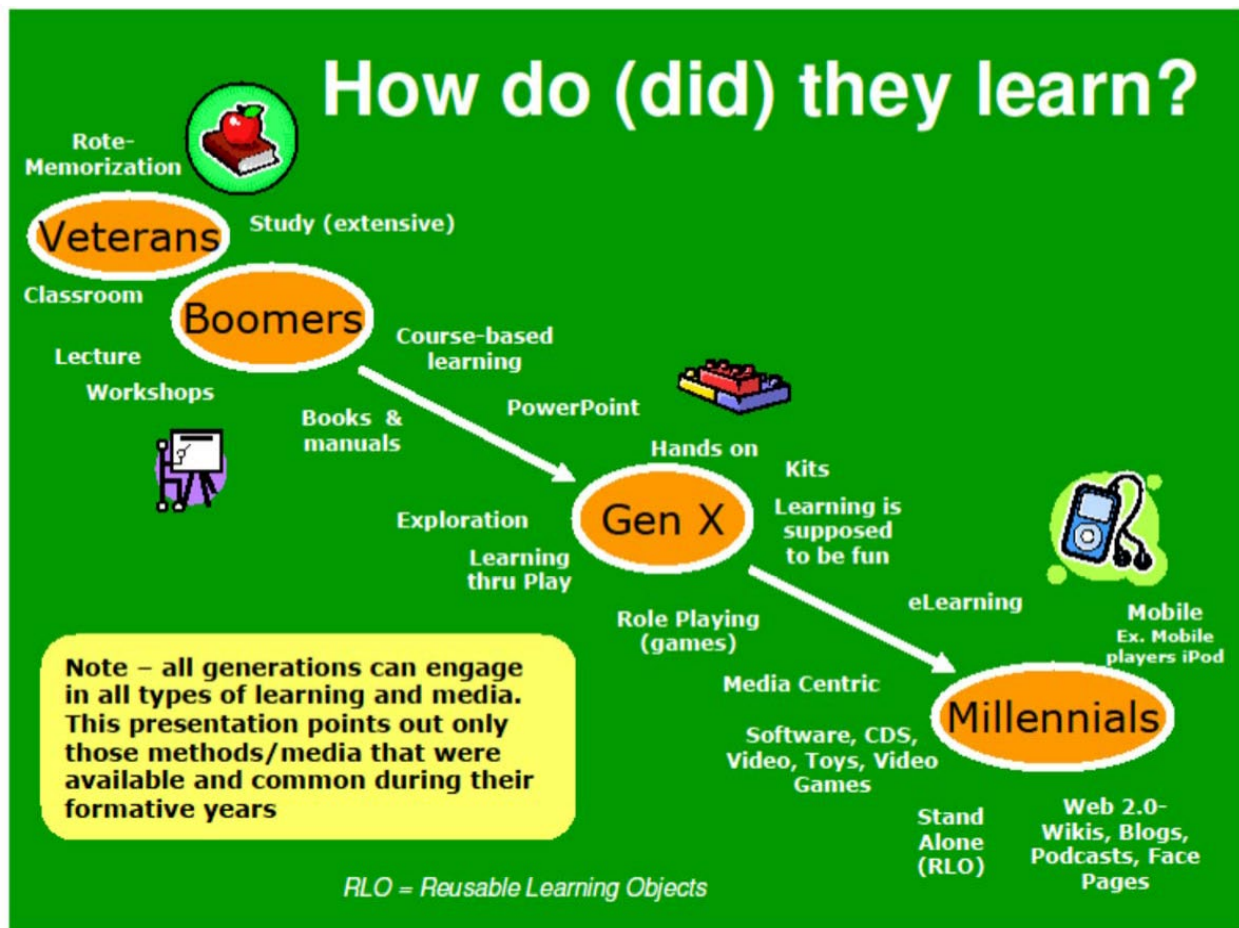 How do (did) they learn?
Rote-
Memorization
Veterans
Study (extensive)
Classroom
Boomers
Lecture
Workshops
Course-based
learning
Books & 
manuals
PowerPoint
Hands on
Kits
Gen X
Exploration
Learning
thru Play
Learning is
supposed
to be fun
Role Playing
(games)
eLearning
Mobile
Ex. Mobile
players iPod
Media Centric
Millennials
Software, CDS,
Video, Toys, Video
Games
Stand
Alone
(RLO)
Web 2.0-
Wikis, Blogs,
Podcasts, Face
Pages
Note – all generations can engage
in all types of learning and media.
This presentation points out only
those methods/media that were
available and common during their
formative years
RLO = Reusable Learning Objects